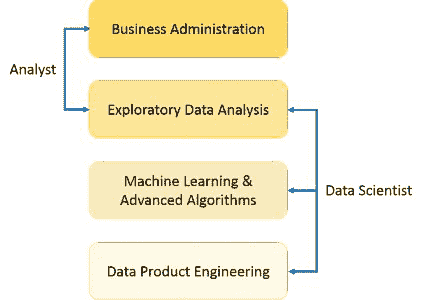 Business Administration
Analyst
Exploratory Data Analysis
Machine Learning &
Advanced Algorithms
Data Scientist
Data Product Engineering